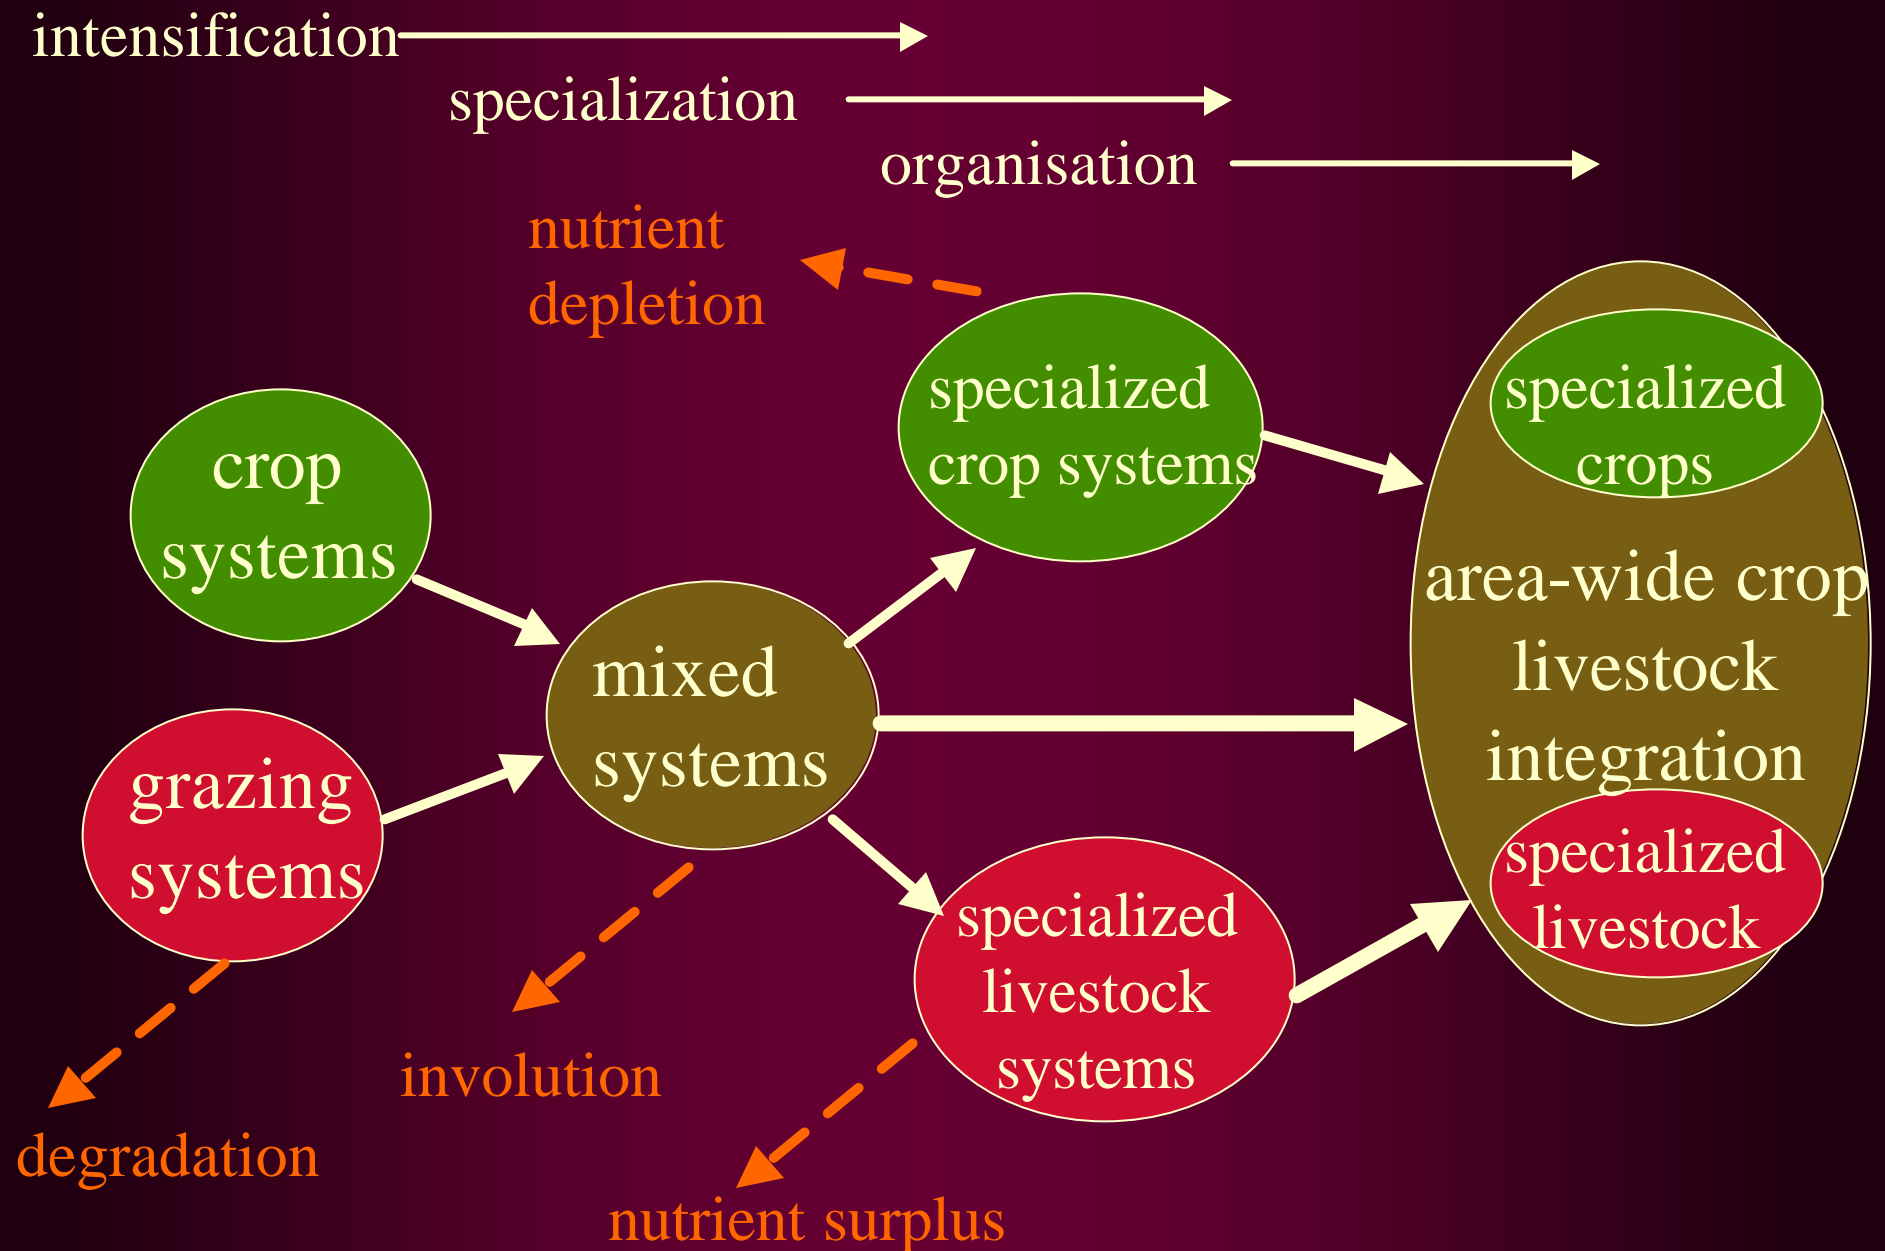 intensification
specialization
organisation
nutrient
depletion
specialized
crop systems
specialized
crops
crop
systems
area-wide crop
livestock
integration
mixed
systems
grazing
systems
specialized
livestock
specialized
livestock
systems
involution
degradation
nutrient surplus